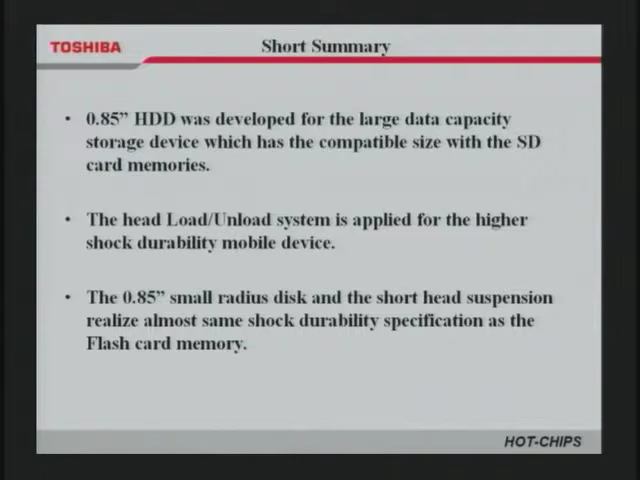 TOSHIBA
Short Summary
• 0.85” HDD was developed for the large data capacity
storage device which has the compatible size with the SD
card memories.
• The head Load/Unload system is applied for the higher
shock durability mobile device.
• The 0.85” small radius disk and the short head suspension
realize almost same shock durability specification as the
Flash card memory.
HOT-CHIPS